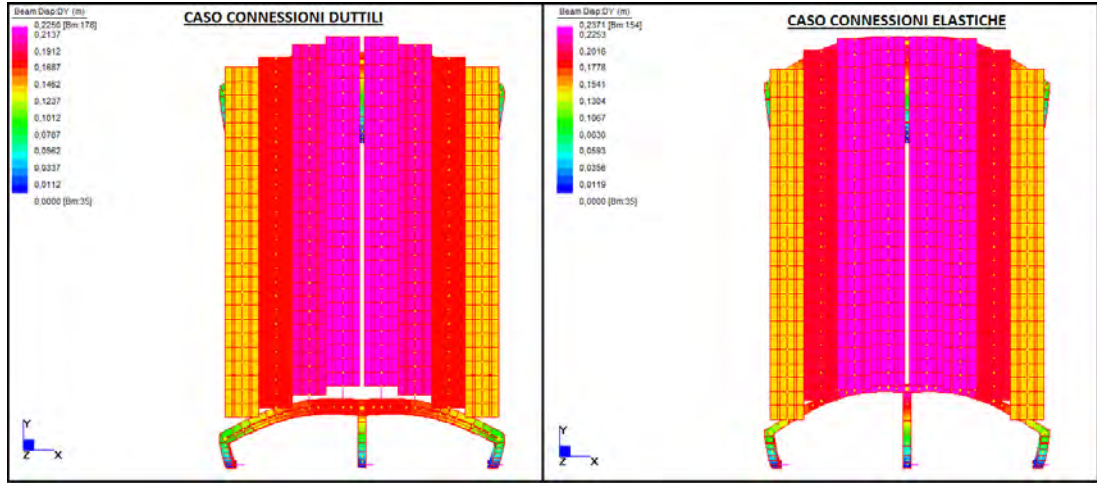 Beam Disp:DY (m)
CASO CONNESSIONI DUTTILI
0,2250 [Bm:178]
0,2137
0,1912
0,1687
0,1462
0,1237
0,1012
0,0787
0,0562
0,0337
0,0112
0,0000 [Bm:35]
Y
Z
X
Beam Disp:DY (m)
CASO CONNESSIONI ELASTICHE
0,2371 [Bm:154]
0,2253
0,2016
0,1778
0,1541
0,1304
0,1067
0,0830
0,0593
0,0356
0,0119
0,0000 [Bm:35]
Y
Z
X